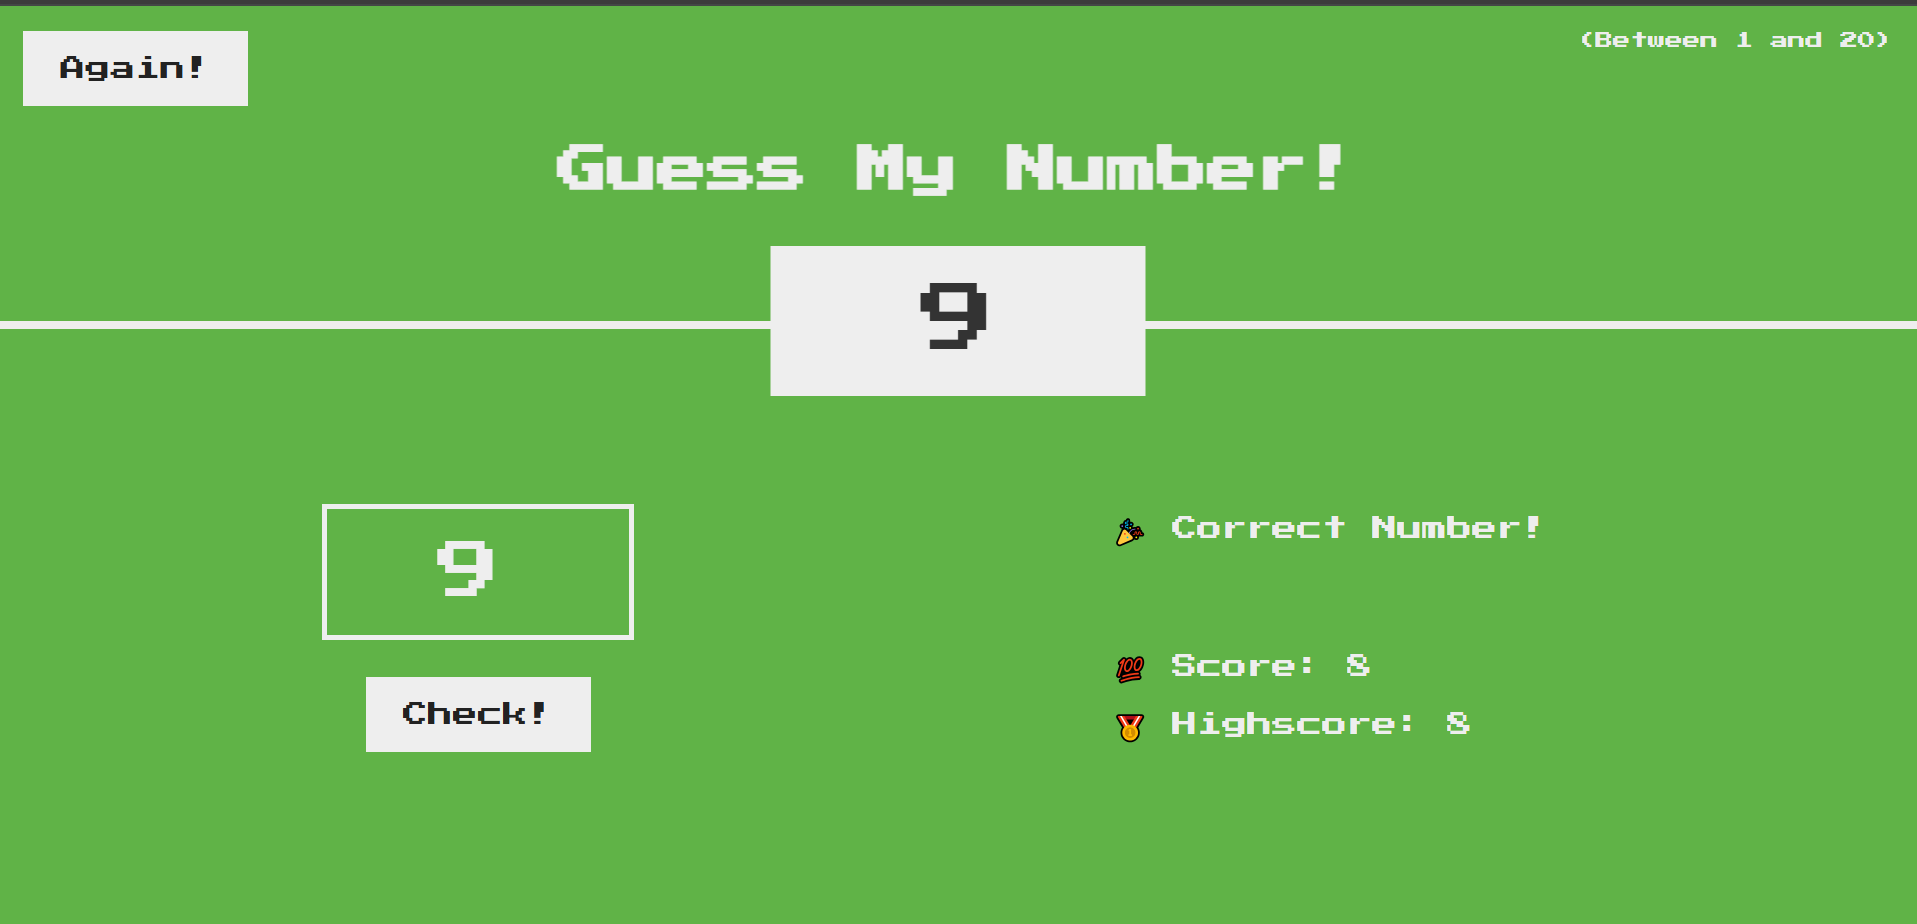 Again!
(Between 1 and 20)
Guess My Number!
9
9
Check!
🎉 Correct Number!
💯 Score: 8
🥇 Highscore: 8